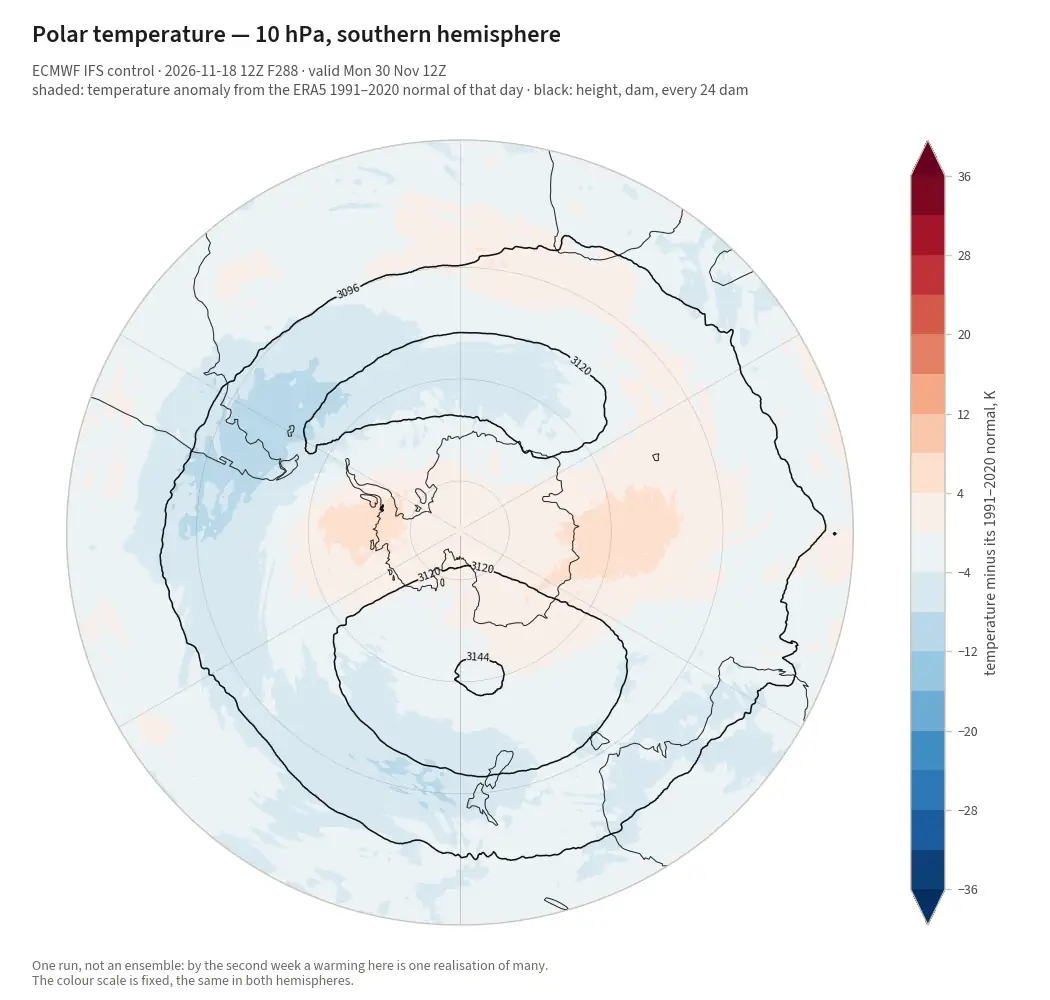 Polar temperature — 10 hPa, southern hemisphere
ECMWF IFS control · 2026-11-18 12Z F288 · valid Mon 30 Nov 12Z
shaded: temperature anomaly from the ERA5 1991–2020 normal of that day · black: height, dam, every 24 dam
3096
3120
3120
3120
3144
36
28
20
12
4
−4
−12
−20
−28
−36
temperature minus its 1991–2020 normal, K
One run, not an ensemble: by the second week a warming here is one realisation of many.
The colour scale is fixed, the same in both hemispheres.